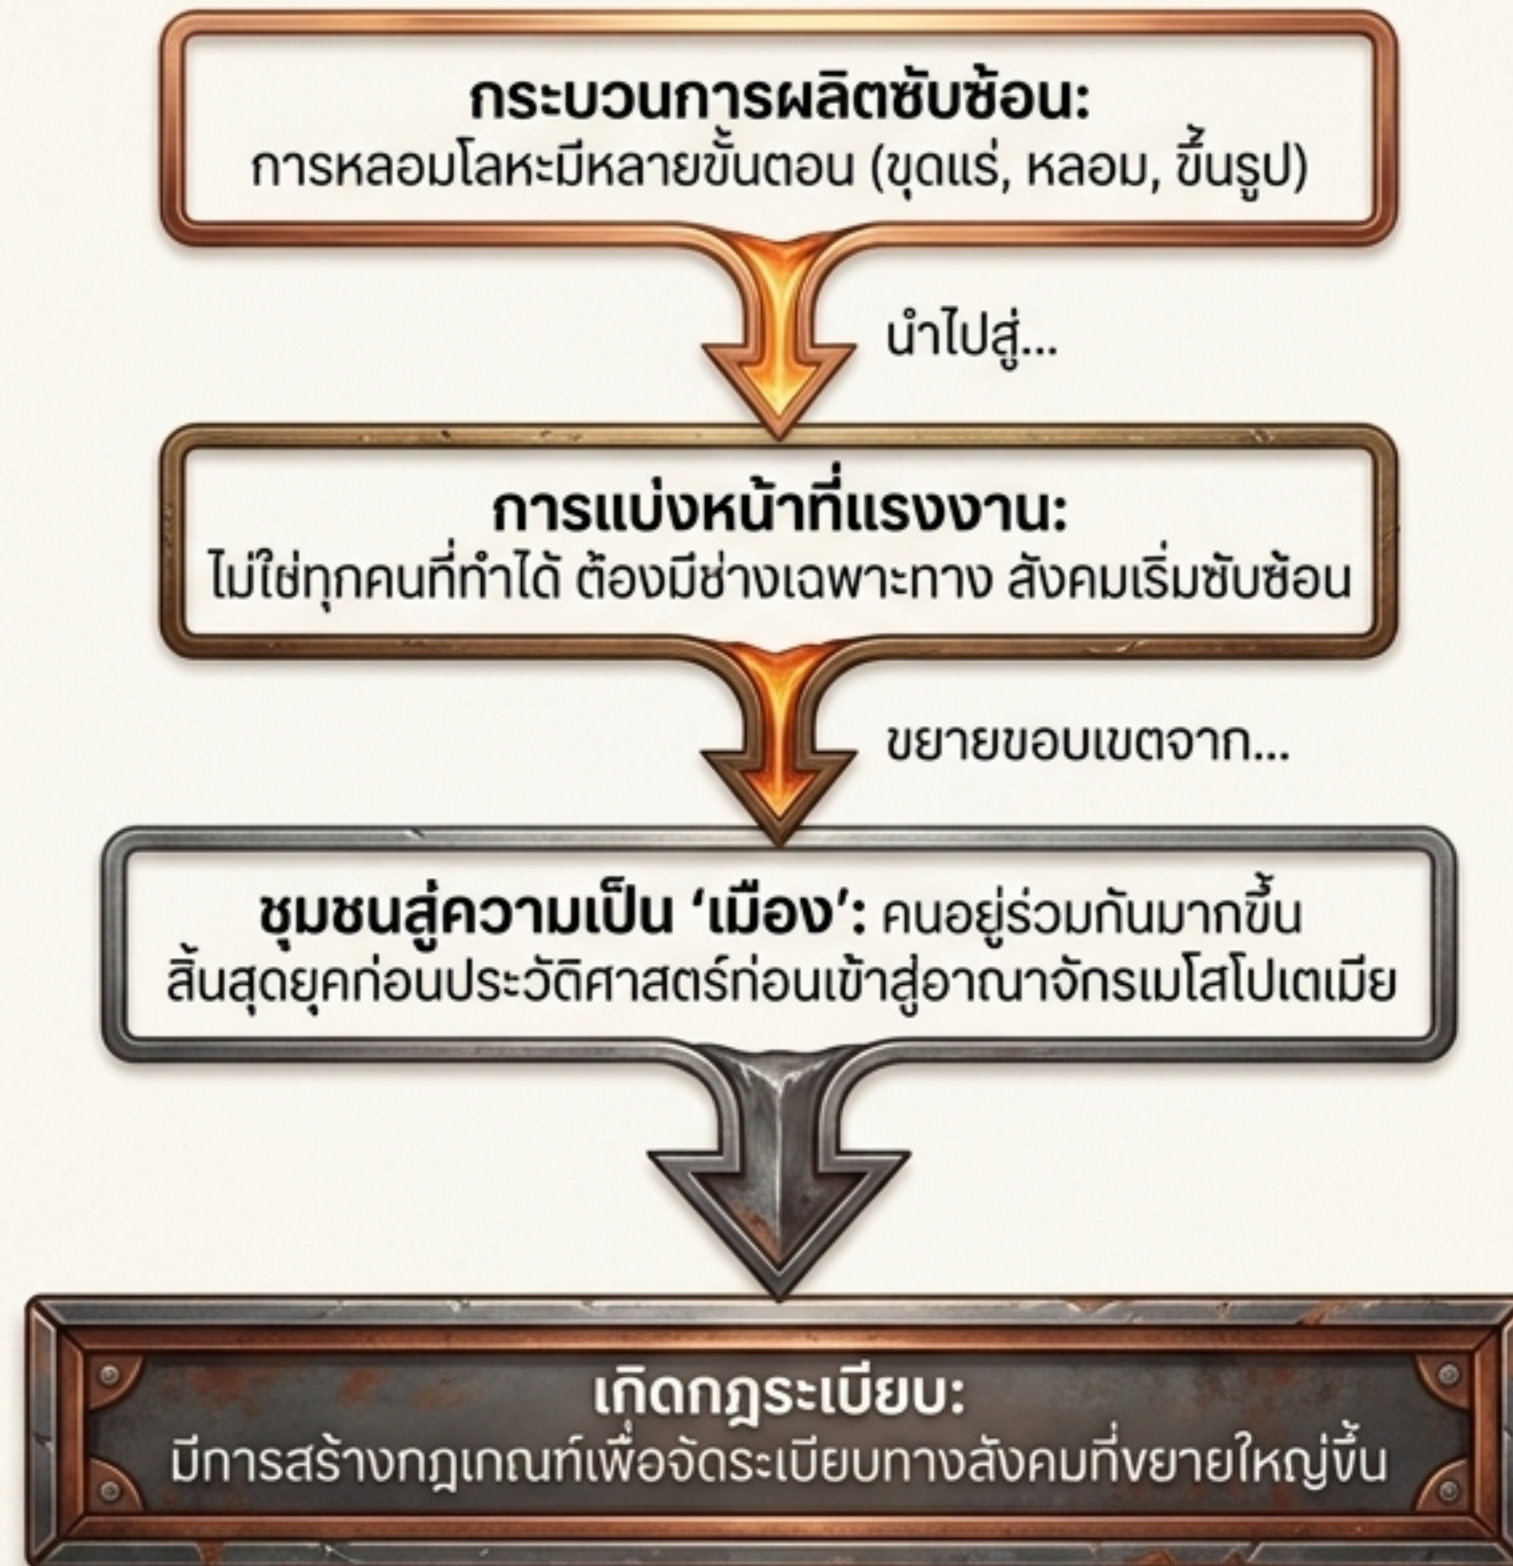 กระบวนการผลิตซับซ้อน:
การหลอมโลหะมีหลายขั้นตอน (ขุดแร่, หลอม, ขึ้นรูป)
นำไปสู่...
การแบ่งหน้าที่แรงงาน:
ไม่ใช่ทุกคนที่ทำได้ ต้องมีช่างเฉพาะทาง สังคมเริ่มซับซ้อน
ขยายขอบเขตจาก...
ชุมชนสู่ความเป็น ‘เมือง’: คนอยู่ร่วมกันมากขึ้น
สิ้นสุดยุคก่อนประวัติศาสตร์ก่อนเข้าสู่อาณาจักรเมโสโปเตเมีย
เกิดกฎระเบียบ:
มีการสร้างกฎเกณฑ์เพื่อจัดระเบียบทางสังคมที่ขยายใหญ่ขึ้น